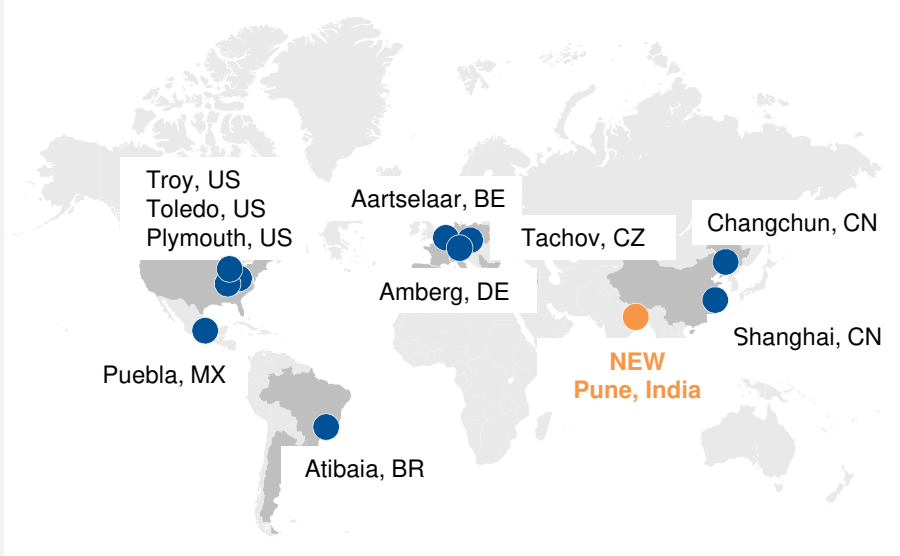 Troy, US
Toledo, US
Plymouth, US
Aartselaar, BE
Tachov, CZ
Changchun, CN
Amberg, DE
Shanghai, CN
NEW
Pune, India
Puebla, MX
Atibaia, BR